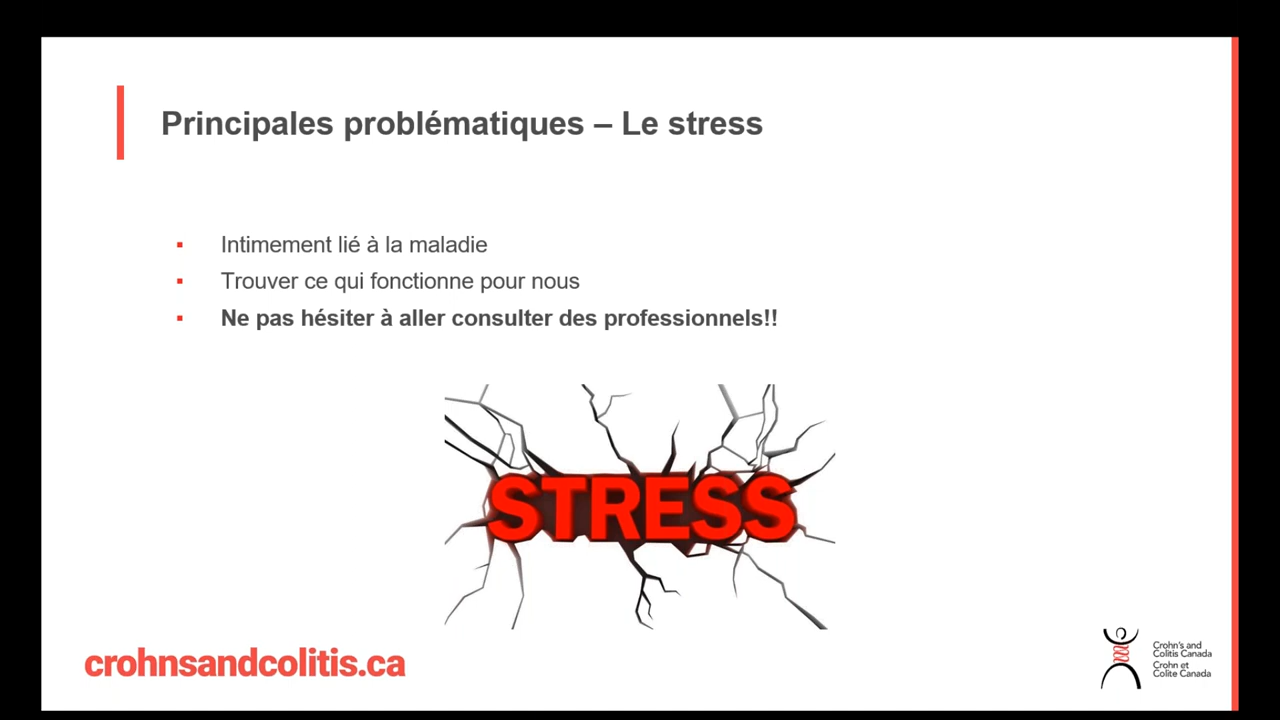 Principales problématiques – Le stress
Intimement lié à la maladie
Trouver ce qui fonctionne pour nous
Ne pas hésiter à aller consulter des professionnels!!
STRESS
crohnsandcolitis.ca
Crohn's and
Colitis Canada
Crohn et
Colite Canada